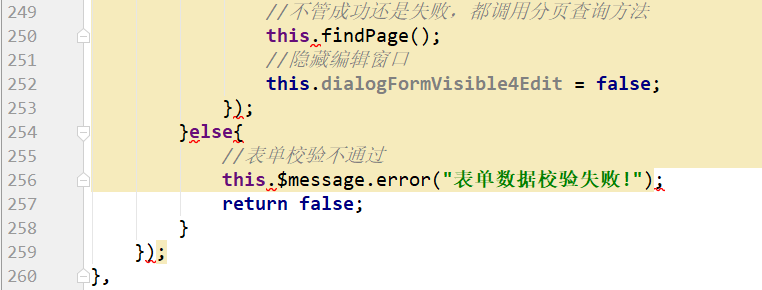 249 //不管成功还是失败，都调用分页查询方法
250 this.findPage();
251 //隐藏编辑窗口
252 this.dialogFormVisible4Edit = false;
253 });
254 }else{
255 //表单校验不通过
256 this.$message.error("表单数据校验失败!");
257 return false;
258 }
259 });
260 },